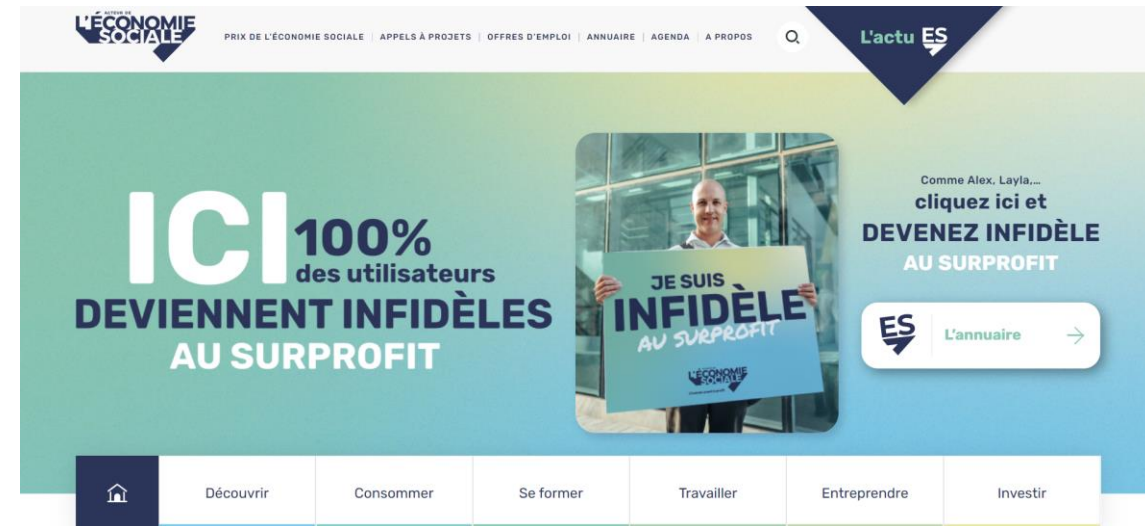 ACTEUR DE
L'ÉCONOMIE
SOCIALE
PRIX DE L'ÉCONOMIE SOCIALE | APPELS À PROJETS | OFFRES D'EMPLOI | ANNUAIRE | AGENDA | A PROPOS
L'actu ES
ICI 100%
des utilisateurs
DEVIENNENT INFIDÈLES
AU SURPROFIT
JE SUIS
INFIDÈLE
AU SURPROFIT
L'ÉCONOMIE
SOCIALE
Comme Alex, Layla,...
cliquez ici et
DEVENEZ INFIDÈLE
AU SURPROFIT
ES L'annuaire
Découvrir
Consommer
Se former
Travailler
Entreprendre
Investir